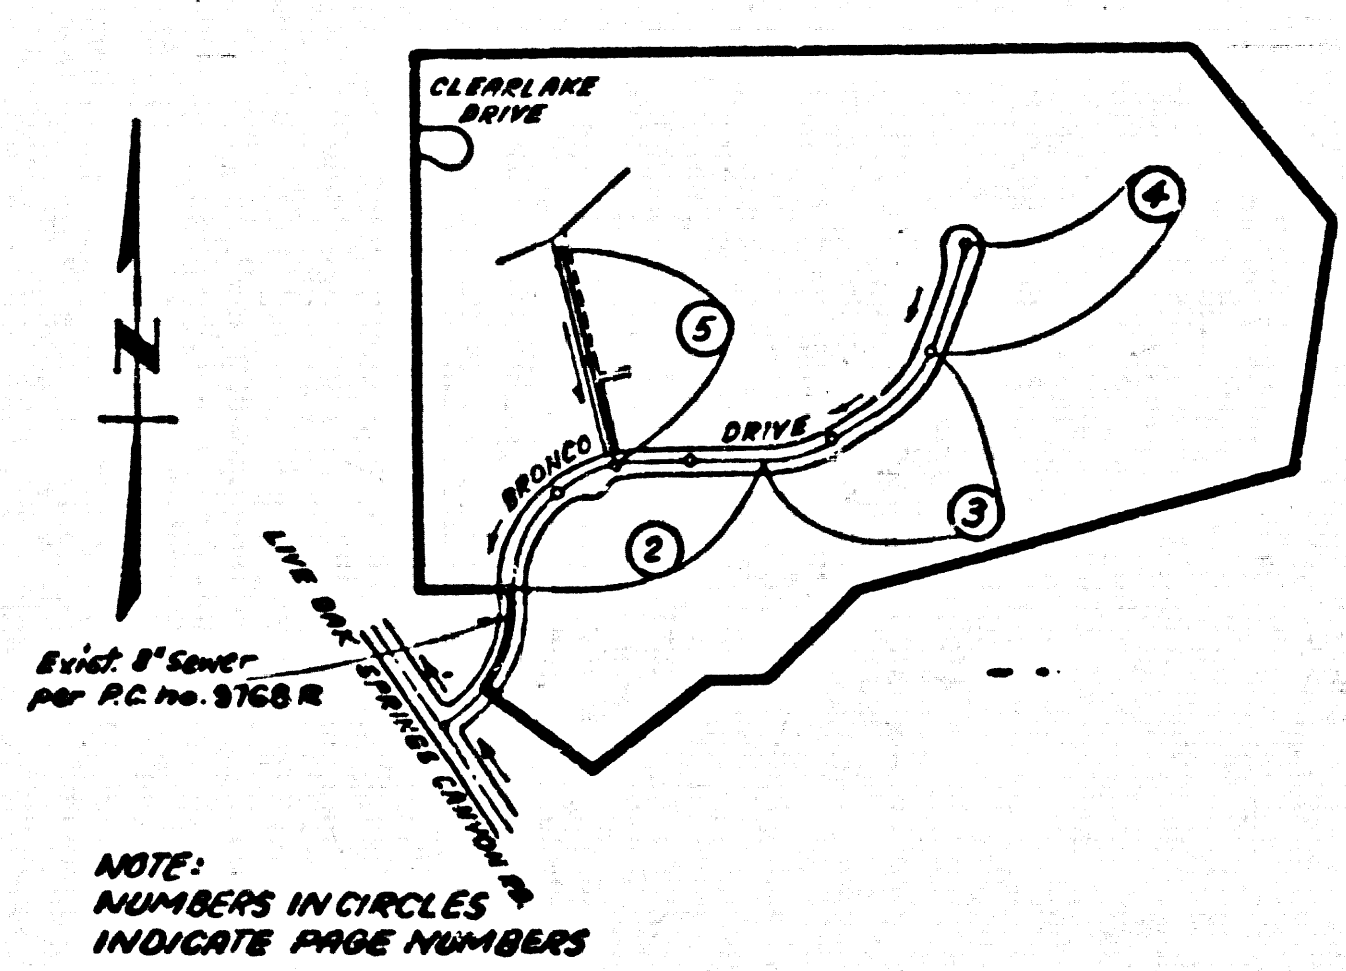 CLEARLAKE
DRIVE
4
N
5
DRIVE
BRONCO
3
2
LIVE OAK SPRINGS CANYON RD.
Exist. 8" Sewer
per P.C. no. 9768 R
NOTE:
NUMBERS IN CIRCLES
INDICATE PAGE NUMBERS